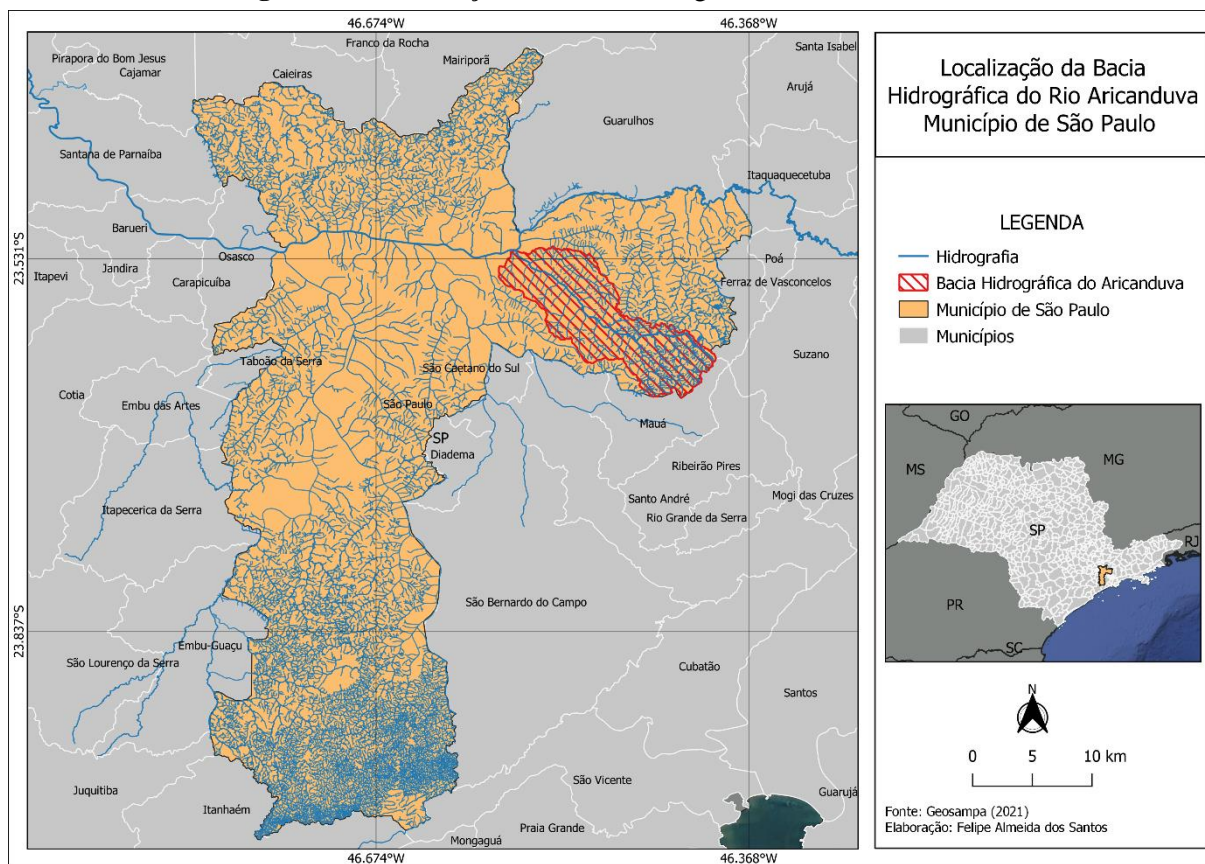 46.674°W
46.368°W
Franco da Rocha
Santa Isabel
Pirapora do Bom Jesus
Mairiporã
Cajamar
Caieiras
Arujá
Guarulhos
Santana de Parnaíba
Itaquaquecetuba
Barueri
Osasco
23.531°S
Jandira
Poá
Itapevi
Carapicuíba
Ferraz de Vasconcelos
Suzano
Taboão da Serra
São Caetano do Sul
Cotia
Embu das Artes
São Paulo
Mauá
SP
Diadema
Ribeirão Pires
Santo André
Mogi das Cruzes
Itapecerica da Serra
Rio Grande da Serra
São Bernardo do Campo
23.837°S
Embu-Guaçu
São Lourenço da Serra
Cubatão
Santos
São Vicente
Juquitiba
Guarujá
Itanhaém
Praia Grande
Mongaguá
46.674°W
46.368°W
Localização da Bacia
Hidrográfica do Rio Aricanduva
Município de São Paulo
LEGENDA
Hidrografia
Bacia Hidrográfica do Aricanduva
Município de São Paulo
Municípios
GO
MS
MG
SP
RJ
PR
SC
N
0 5 10 km
Fonte: Geosampa (2021)
Elaboração: Felipe Almeida dos Santos